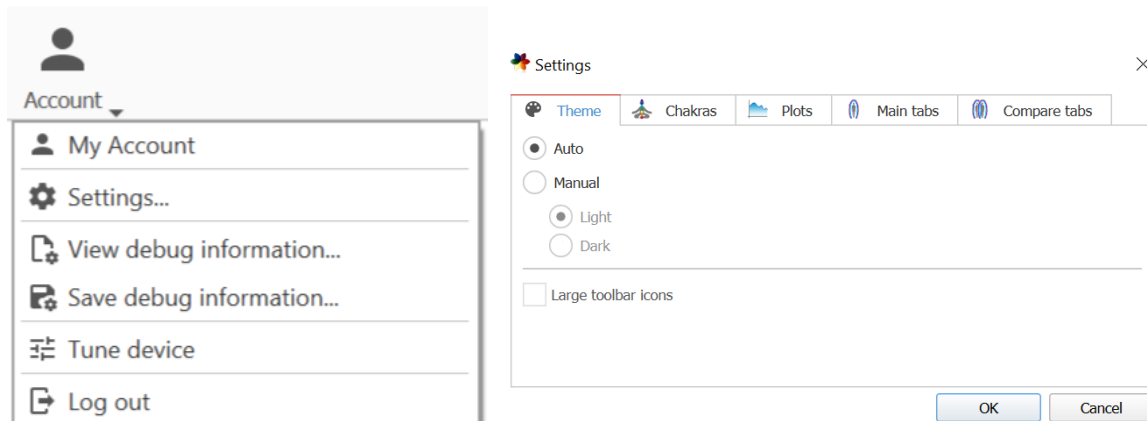 Account
My Account
Settings...
View debug information...
Save debug information...
Tune device
Log out
Settings
Theme Chakras Plots Main tabs Compare tabs
Auto
Manual
Light
Dark
Large toolbar icons
OK Cancel